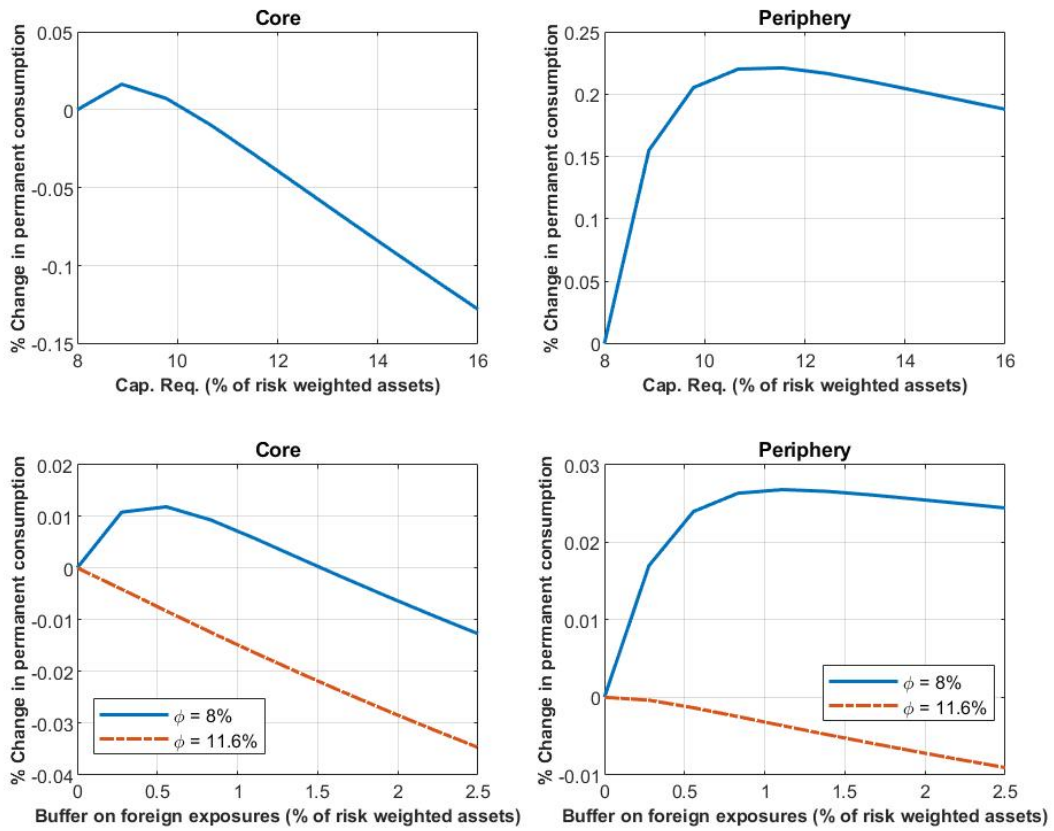 Core
% Change in permanent consumption
0.05
0
-0.05
-0.1
-0.15
8
10
12
14
16
Cap. Req. (% of risk weighted assets)
Periphery
% Change in permanent consumption
0.25
0.2
0.15
0.1
0.05
0
8
10
12
14
16
Cap. Req. (% of risk weighted assets)
Core
% Change in permanent consumption
0.02
0.01
0
-0.01
-0.02
-0.03
-0.04
ϕ = 8%
ϕ = 11.6%
0
0.5
1
1.5
2
2.5
Buffer on foreign exposures (% of risk weighted assets)
Periphery
% Change in permanent consumption
0.03
0.02
0.01
0
-0.01
ϕ = 8%
ϕ = 11.6%
0
0.5
1
1.5
2
2.5
Buffer on foreign exposures (% of risk weighted assets)